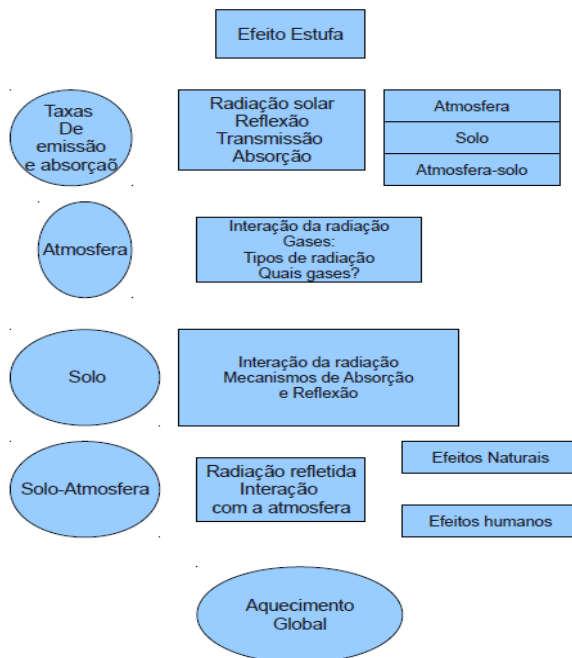 Efeito Estufa
Taxas
De
emissão
e absorçaõ
Radiação solar
Reflexão
Transmissão
Absorção
Atmosfera
Solo
Atmosfera-solo
Atmosfera
Interação da radiação
Gases:
Tipos de radiação
Quais gases?
Solo
Interação da radiação
Mecanismos de Absorção
e Reflexão
Solo-Atmosfera
Radiação refletida
Interação
com a atmosfera
Efeitos Naturais
Efeitos humanos
Aquecimento
Global